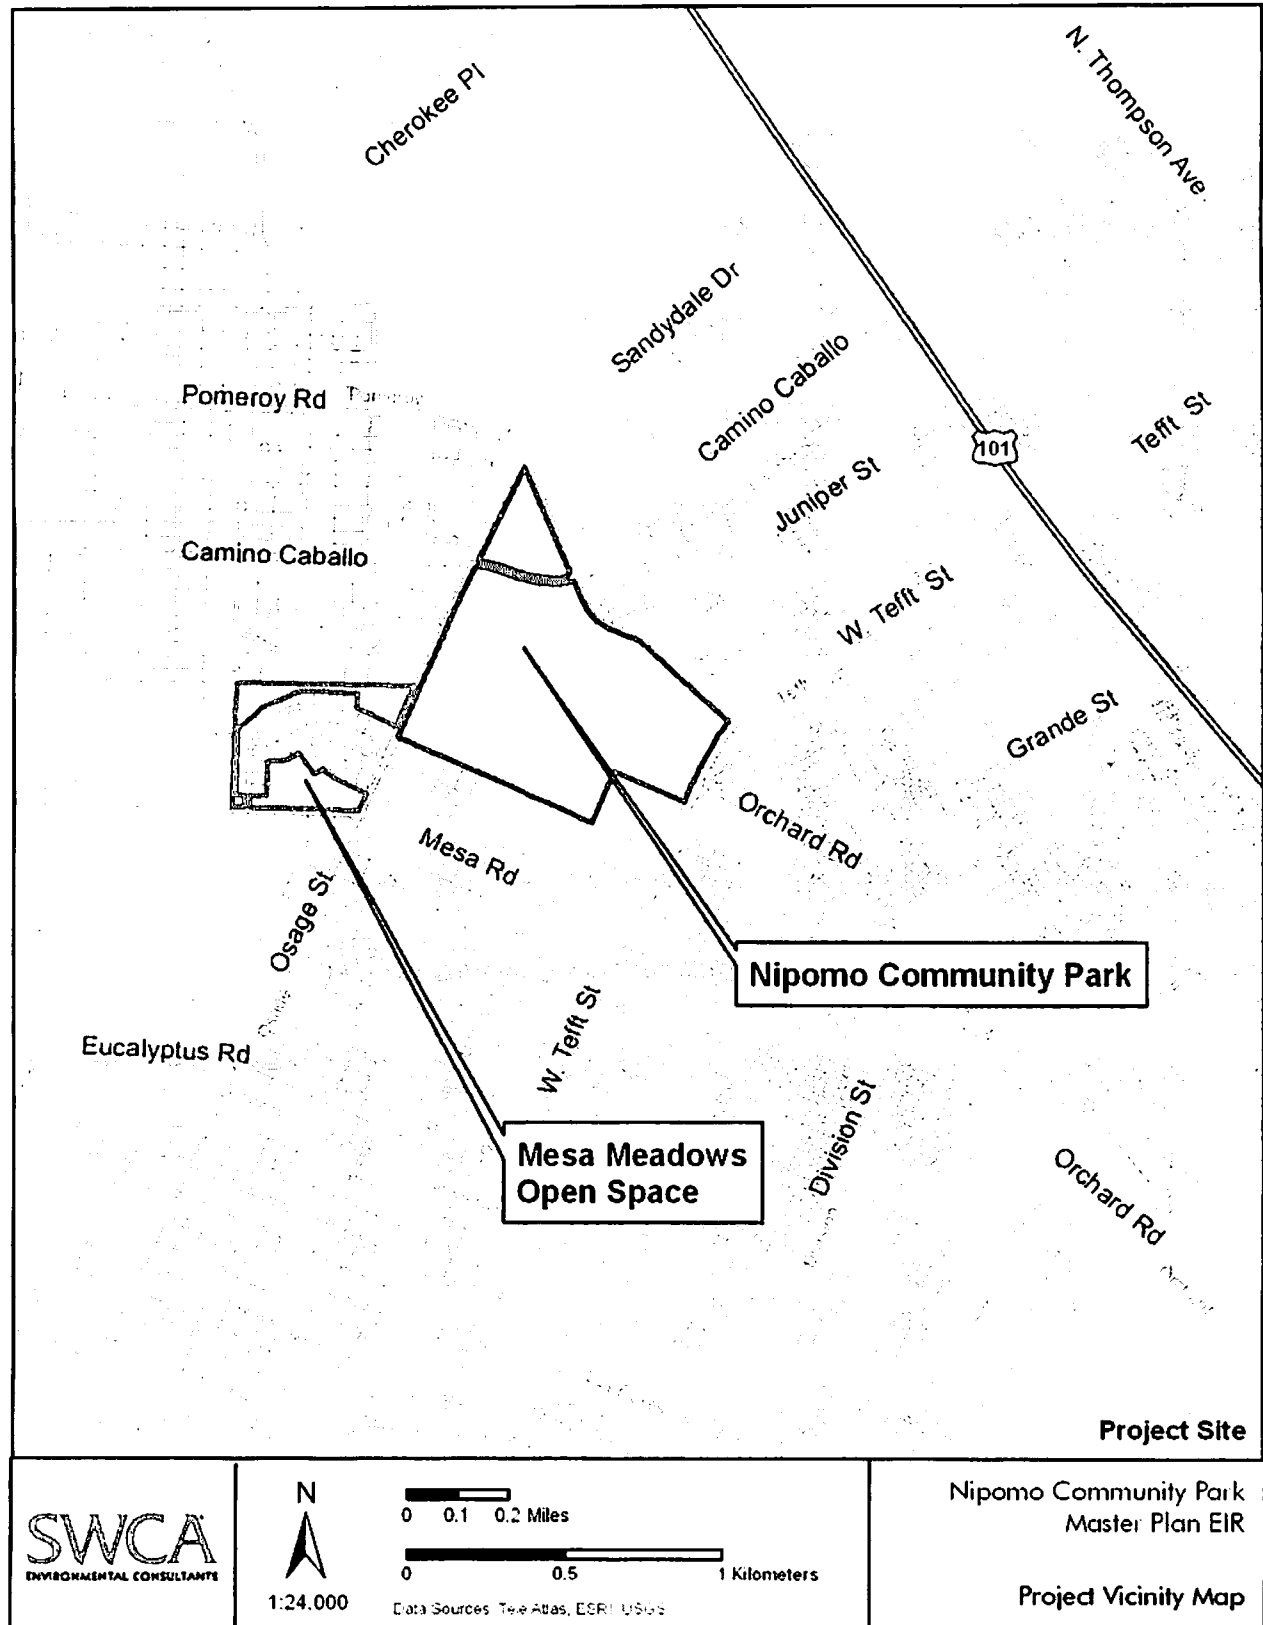 Cherokee Pl
N. Thompson Ave.
Sandydale Dr
Camino Caballo
Pomeroy Rd
Juniper St
101
Tefft St
Camino Caballo
W. Tefft St
Grande St
Orchard Rd
Mesa Rd
Osage St
Nipomo Community Park
Eucalyptus Rd
W. Tefft St
Mesa Meadows
Open Space
Division St
Orchard Rd
Project Site
SWCA
ENVIRONMENTAL CONSULTANTS
N
1:24,000
0 0.1 0.2 Miles
0 0.5 1 Kilometers
Data Sources: Tele Atlas, ESRI, USGS
Nipomo Community Park
Master Plan EIR
Project Vicinity Map